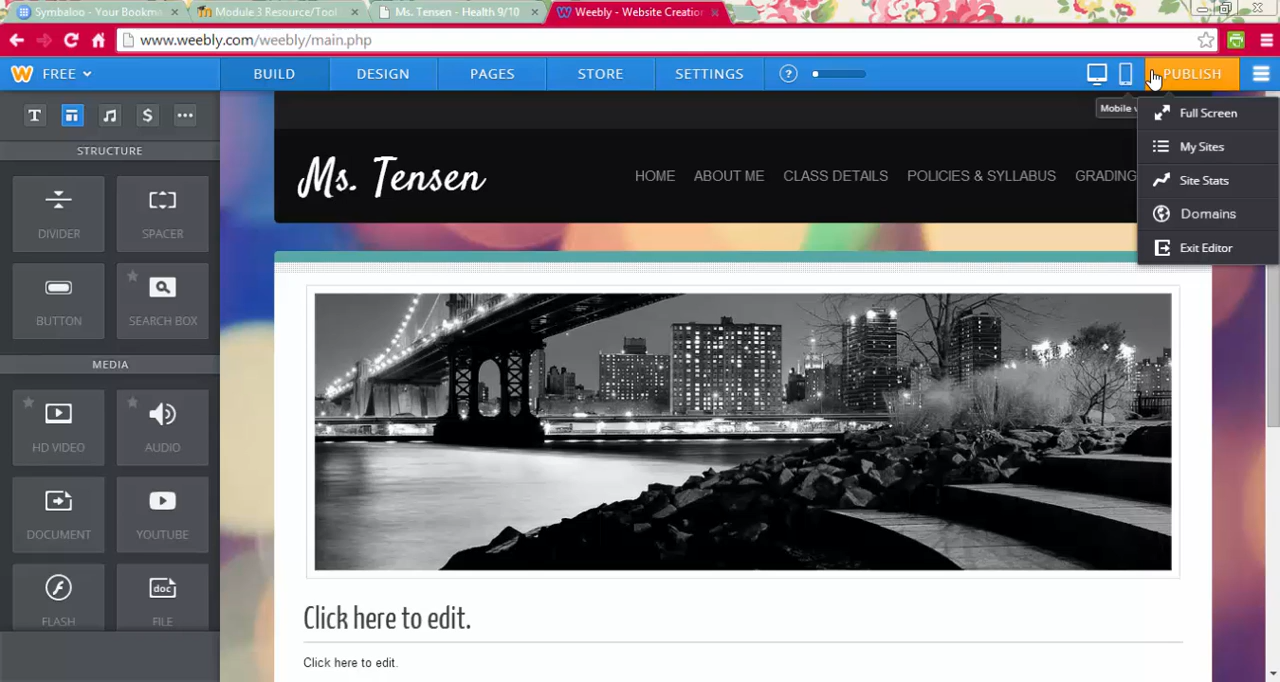 Symbaloo - Your Bookm
Module 3 Resource/Tool
Ms. Tensen - Health 9/10
Weebly - Website Creatio
www.weebly.com/weebly/main.php
FREE
BUILD
DESIGN
PAGES
STORE
SETTINGS
?
PUBLISH
Mobile
Full Screen
My Sites
Site Stats
Domains
Exit Editor
STRUCTURE
DIVIDER
SPACER
BUTTON
SEARCH BOX
MEDIA
HD VIDEO
AUDIO
DOCUMENT
YOUTUBE
FLASH
doc
FILE
Ms. Tensen
HOME
ABOUT ME
CLASS DETAILS
POLICIES & SYLLABUS
GRADING
Click here to edit.
Click here to edit.